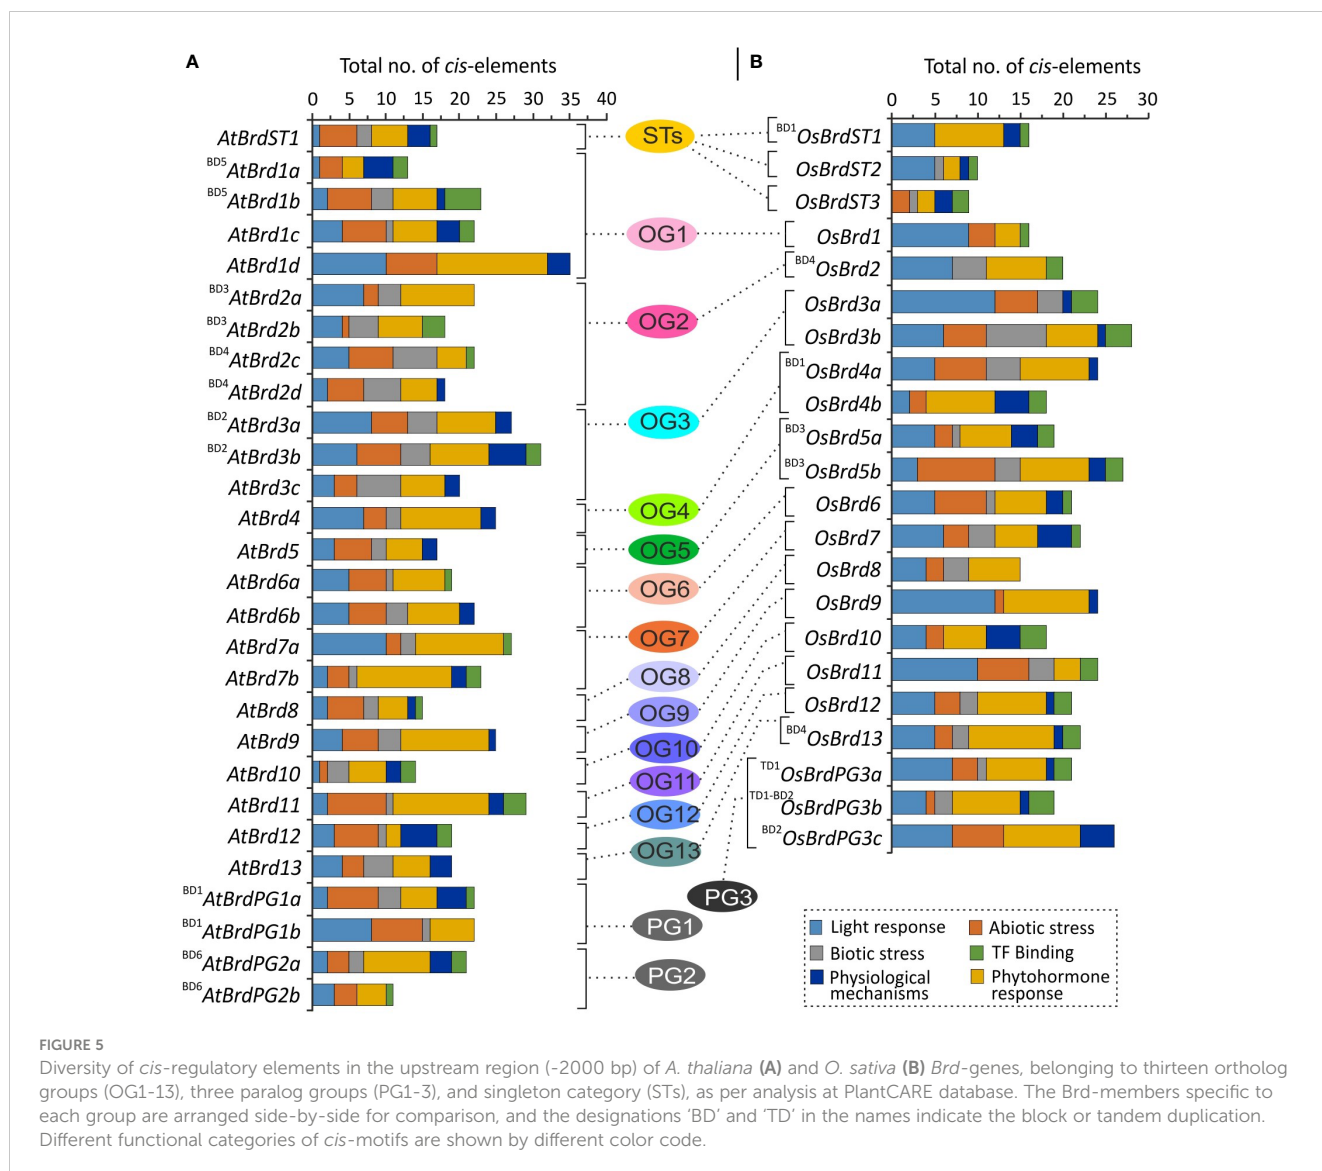 A
Total no. of cis-elements
0 5 10 15 20 25 30 35 40
AtBrdST1
BD5AtBrd1a
BD5AtBrd1b
AtBrd1c
AtBrd1d
BD3AtBrd2a
BD3AtBrd2b
BD4AtBrd2c
BD4AtBrd2d
BD2AtBrd3a
BD2AtBrd3b
AtBrd3c
AtBrd4
AtBrd5
AtBrd6a
AtBrd6b
AtBrd7a
AtBrd7b
AtBrd8
AtBrd9
AtBrd10
AtBrd11
AtBrd12
AtBrd13
BD1AtBrdPG1a
BD1AtBrdPG1b
BD6AtBrdPG2a
BD6AtBrdPG2b
STs
OG1
OG2
OG3
OG4
OG5
OG6
OG7
OG8
OG9
OG10
OG11
OG12
OG13
PG3
PG1
PG2
B
Total no. of cis-elements
0 5 10 15 20 25 30
BD1OsBrdST1
OsBrdST2
OsBrdST3
OsBrd1
BD4OsBrd2
OsBrd3a
OsBrd3b
BD1OsBrd4a
OsBrd4b
BD3OsBrd5a
BD3OsBrd5b
OsBrd6
OsBrd7
OsBrd8
OsBrd9
OsBrd10
OsBrd11
OsBrd12
BD4OsBrd13
TD1OsBrdPG3a
TD1-BD2OsBrdPG3b
BD2OsBrdPG3c
Light response
Abiotic stress
Biotic stress
TF Binding
Physiological
mechanisms
Phytohormone
response
FIGURE 5
Diversity of cis-regulatory elements in the upstream region (-2000 bp) of A. thaliana (A) and O. sativa (B) Brd-genes, belonging to thirteen ortholog
groups (OG1-13), three paralog groups (PG1-3), and singleton category (STs), as per analysis at PlantCARE database. The Brd-members specific to
each group are arranged side-by-side for comparison, and the designations ‘BD’ and ‘TD’ in the names indicate the block or tandem duplication.
Different functional categories of cis-motifs are shown by different color code.